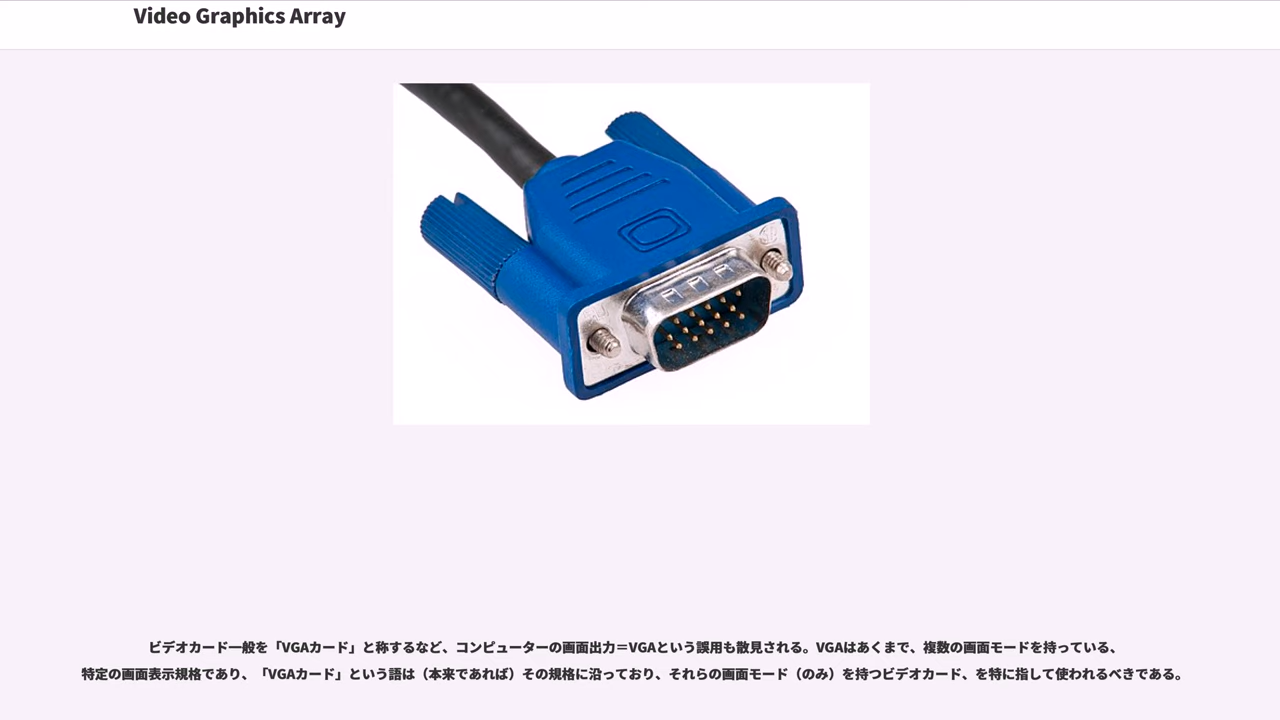 Video Graphics Array
ビデオカード一般を「VGAカード」と称するなど、コンピューターの画面出力＝VGAという誤用も散見される。VGAはあくまで、複数の画面モードを持っている、
特定の画面表示規格であり、「VGAカード」という語は（本来であれば）その規格に沿っており、それらの画面モード（のみ）を持つビデオカード、を特に指して使われるべきである。